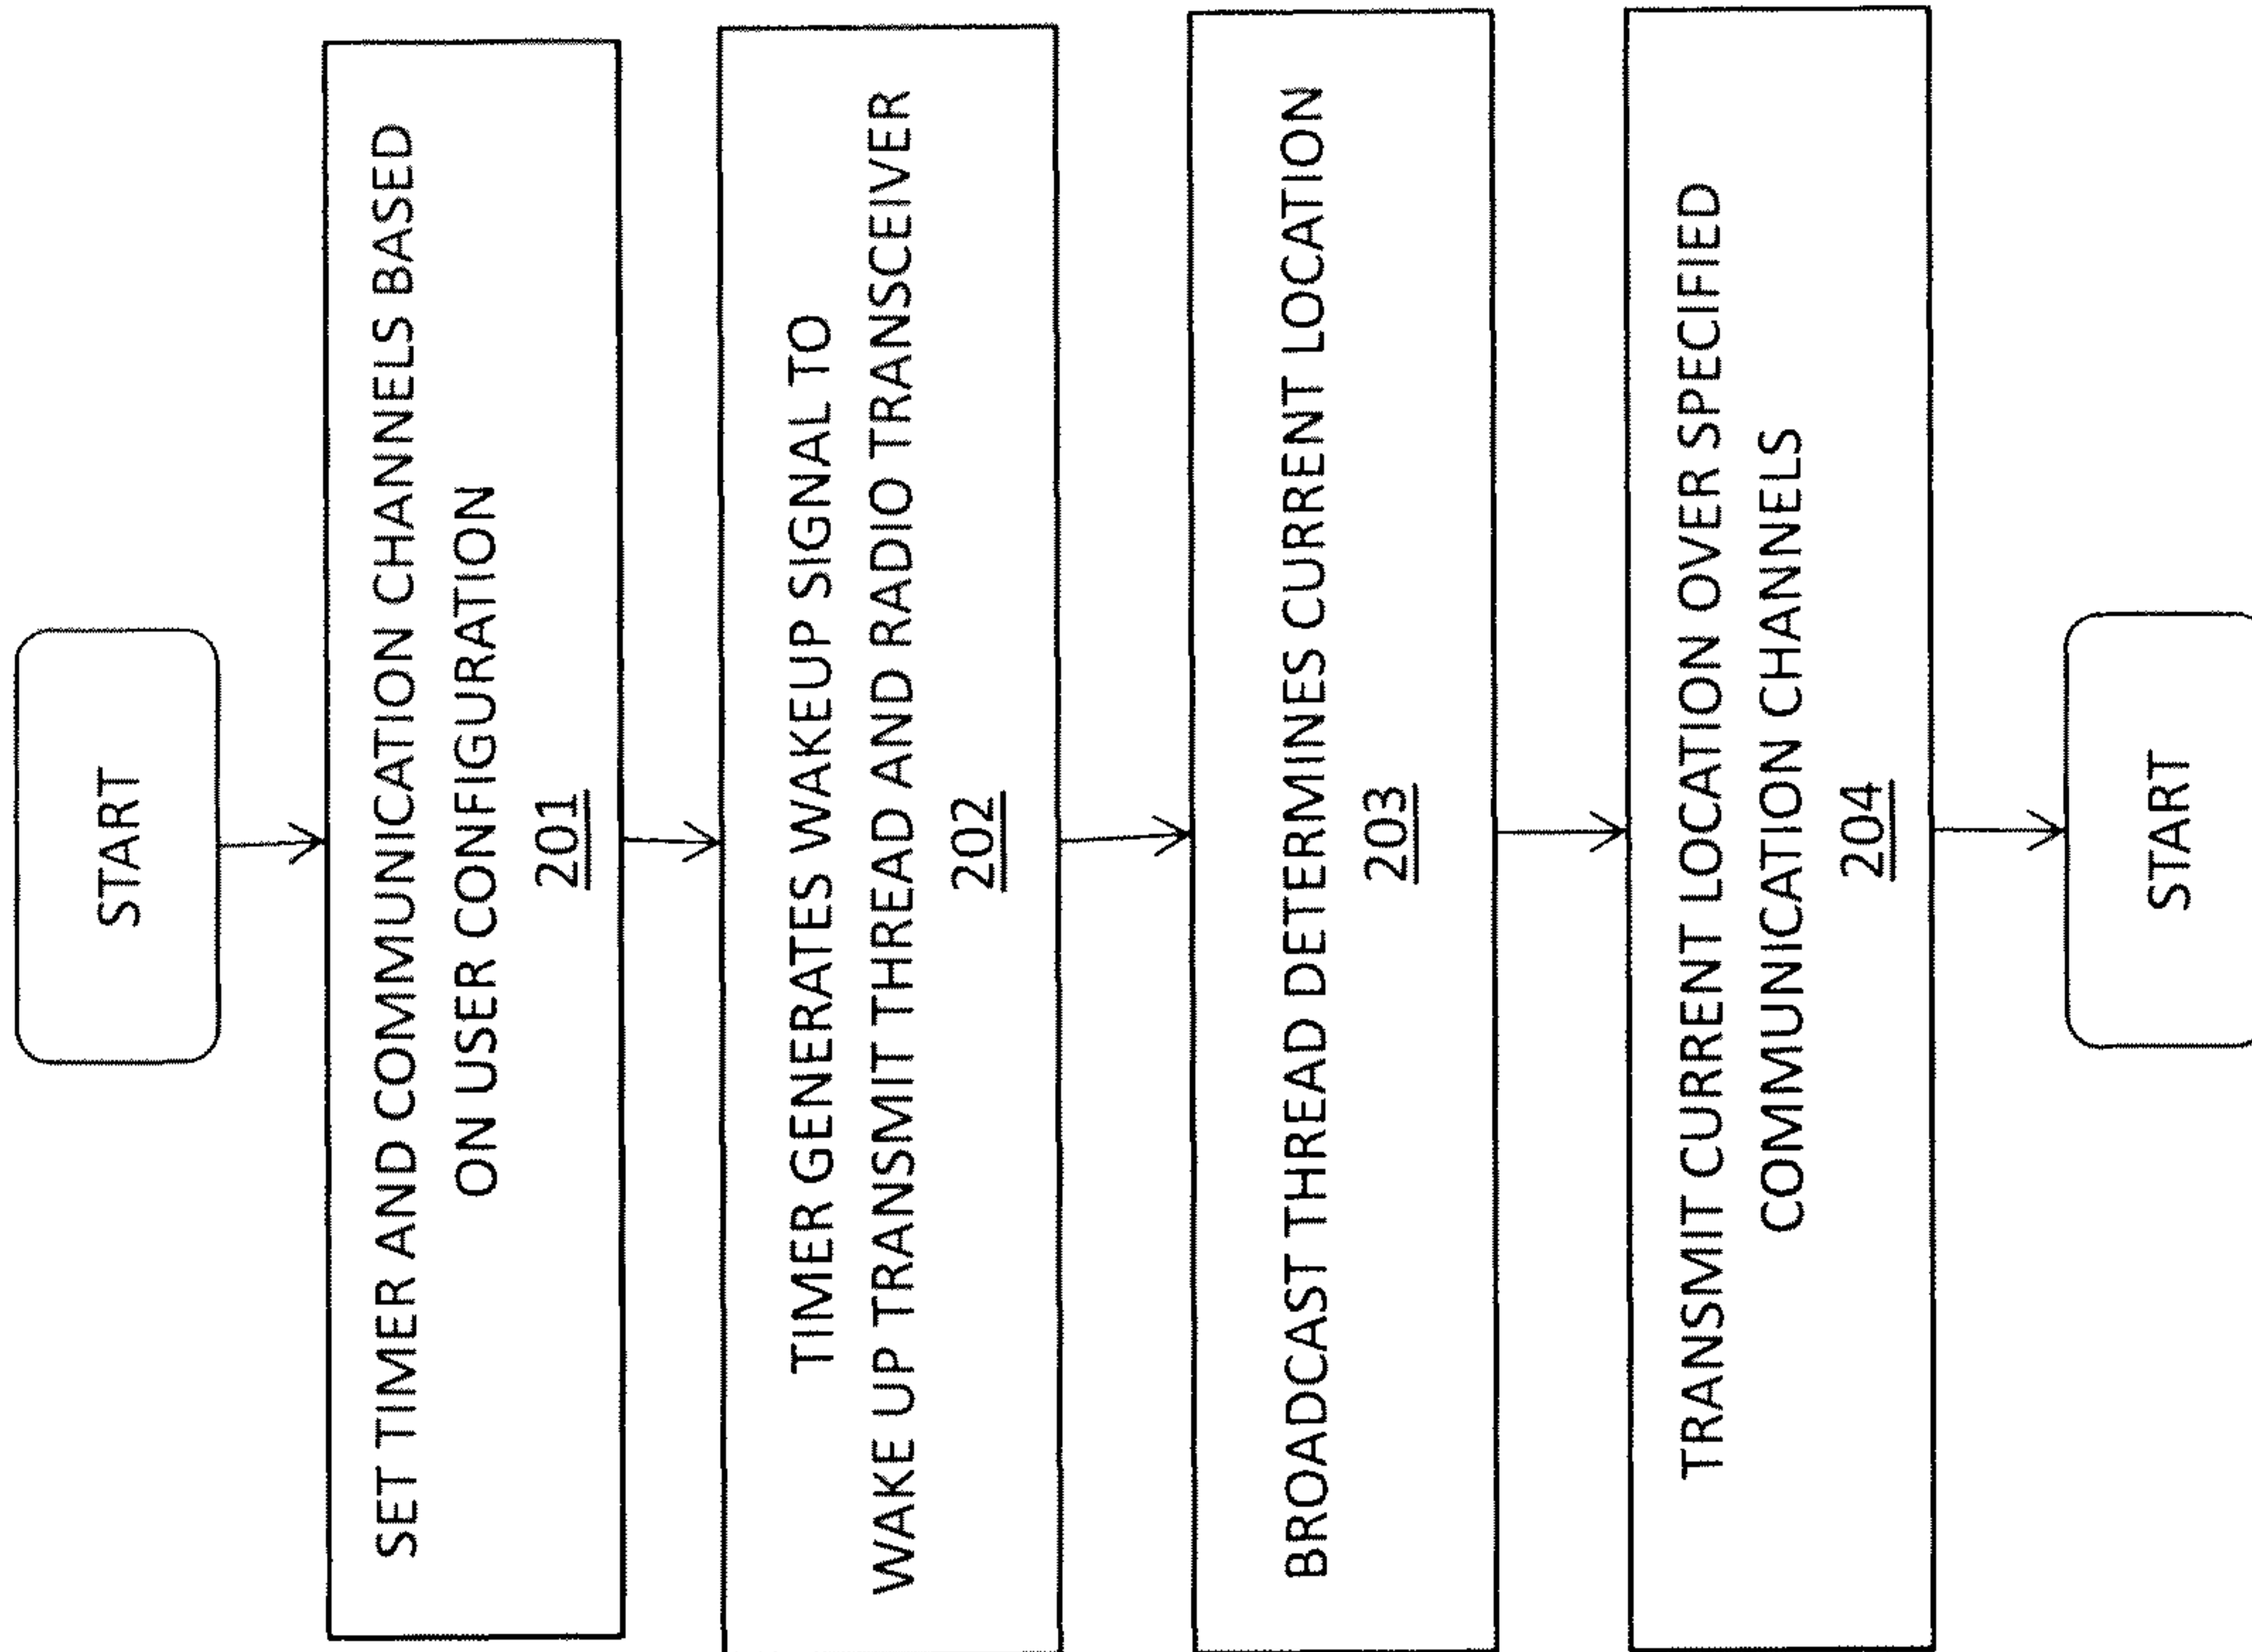 START
SET TIMER AND COMMUNICATION CHANNELS BASED
ON USER CONFIGURATION
201
TIMER GENERATES WAKEUP SIGNAL TO
WAKE UP TRANSMIT THREAD AND RADIO TRANSCEIVER
202
BROADCAST THREAD DETERMINES CURRENT LOCATION
203
TRANSMIT CURRENT LOCATION OVER SPECIFIED
COMMUNICATION CHANNELS
204
START